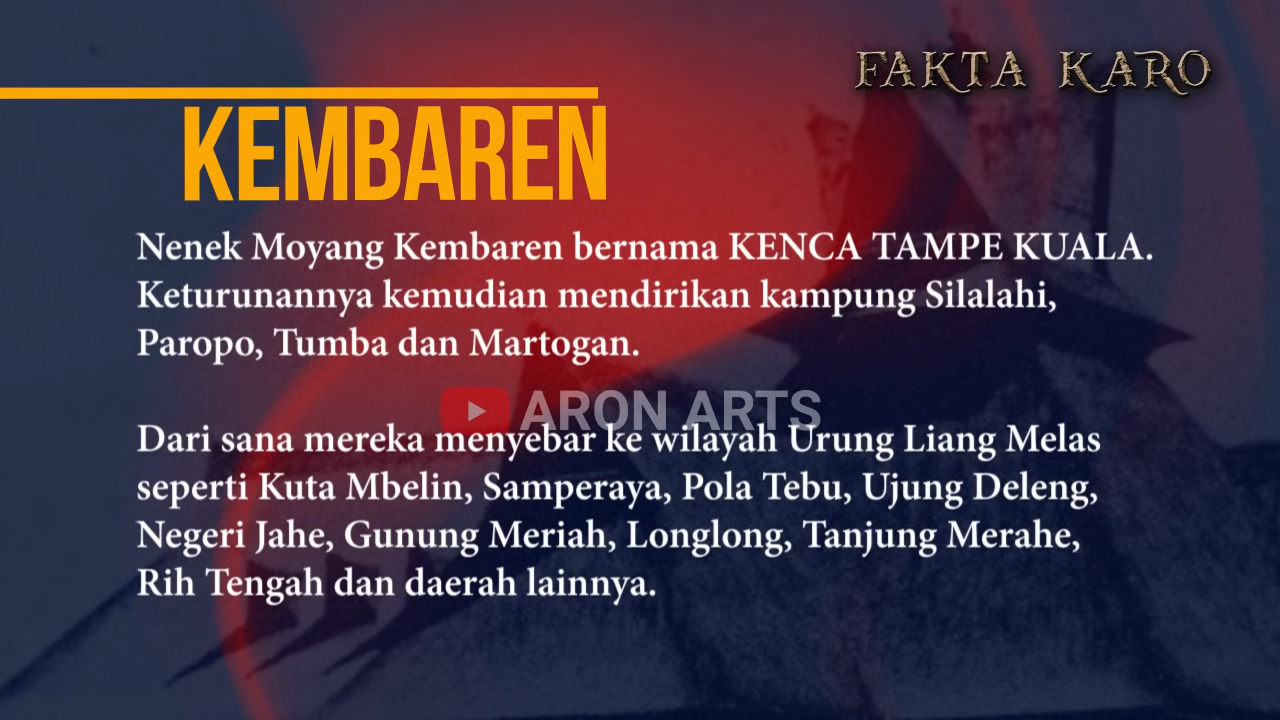 FAKTA KARO
KEMBAREN
Nenek Moyang Kembaren bernama KENCA TAMPE KUALA.
Keturunannya kemudian mendirikan kampung Silalahi,
Paropo, Tumba dan Martogan.
ARON ARTS
Dari sana mereka menyebar ke wilayah Urung Liang Melas
seperti Kuta Mbelin, Samperaya, Pola Tebu, Ujung Deleng,
Negeri Jahe, Gunung Meriah, Longlong, Tanjung Merahe,
Rih Tengah dan daerah lainnya.